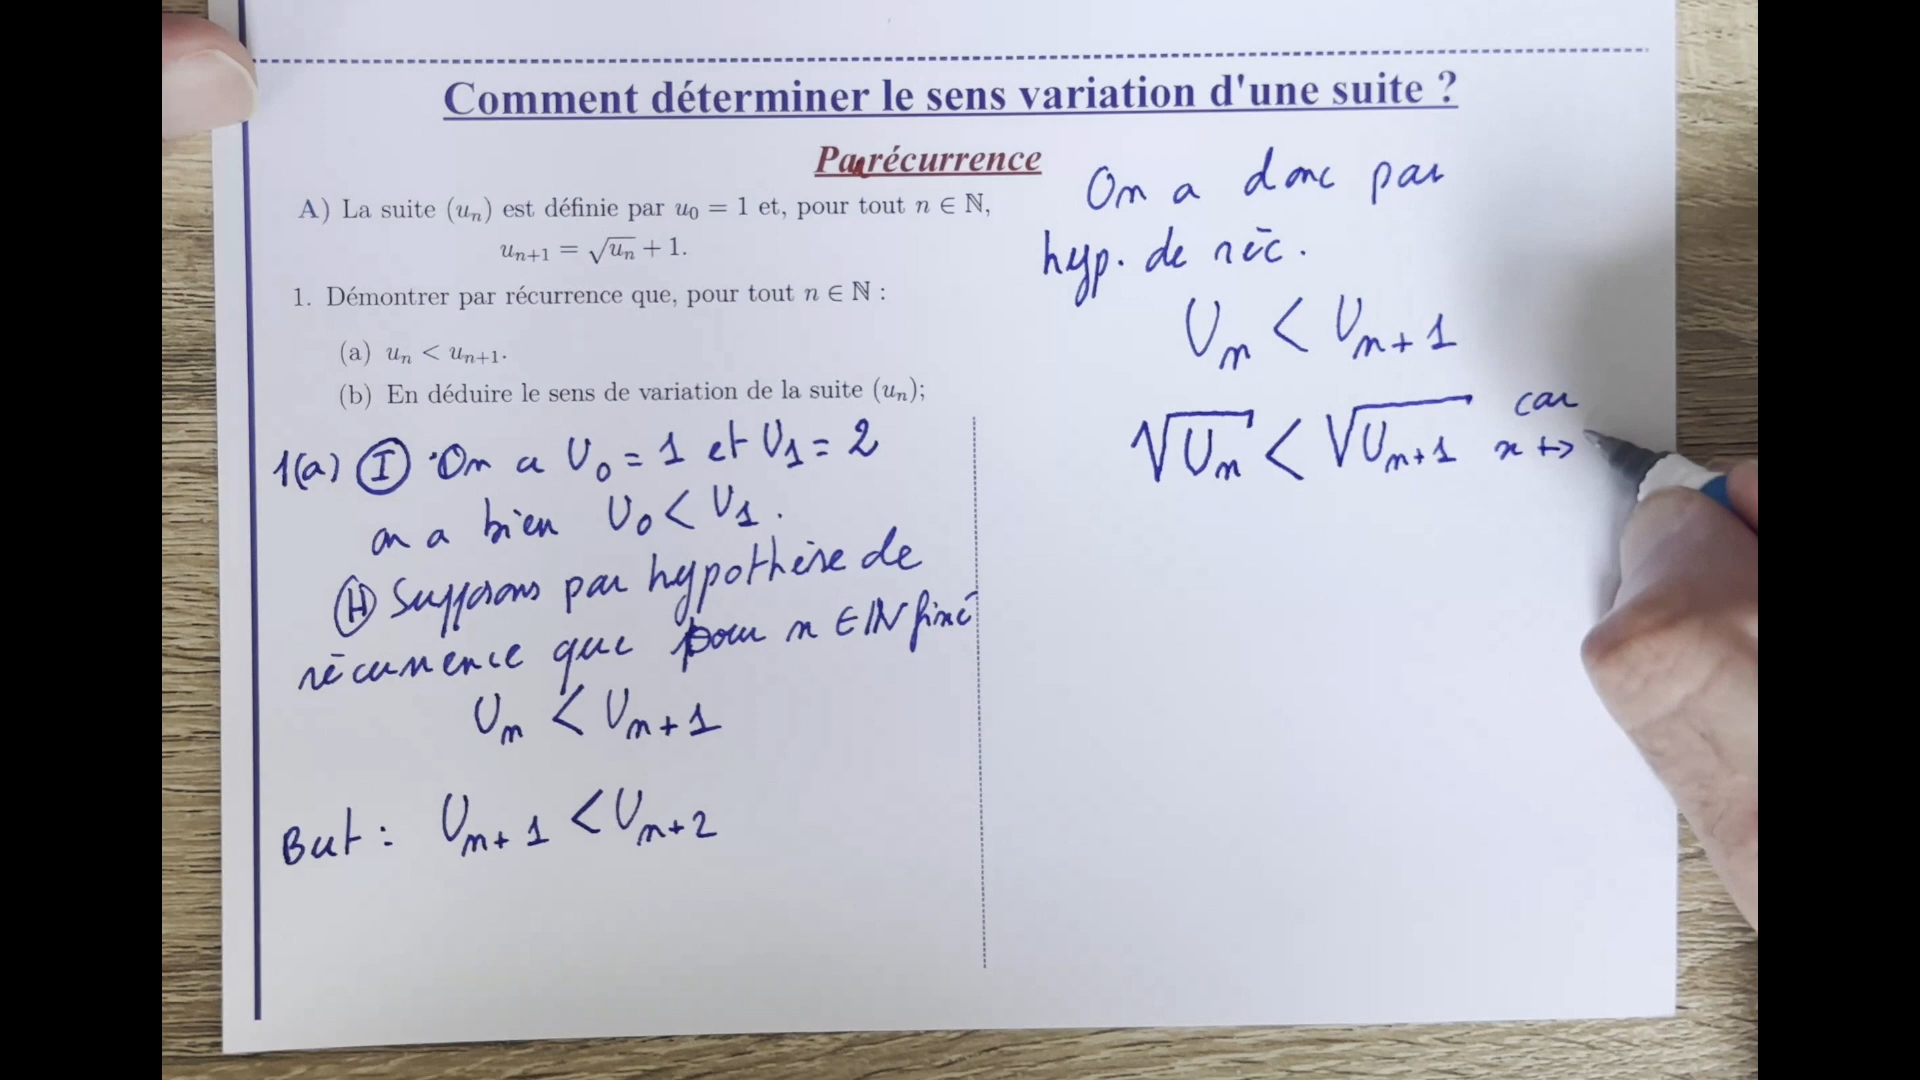 Comment déterminer le sens variation d'une suite ?
Par récurrence
A) La suite (uₙ) est définie par u₀ = 1 et, pour tout n ∈ ℕ,
uₙ₊₁ = √uₙ + 1.
1. Démontrer par récurrence que, pour tout n ∈ ℕ :
(a) uₙ < uₙ₊₁.
(b) En déduire le sens de variation de la suite (uₙ);
1(a) (I) On a U₀ = 1 et U₁ = 2
on a bien U₀ < U₁.
(H) Supposons par hypothèse de
récurrence que pour n ∈ ℕ fixé
Uₙ < Uₙ₊₁
But : Uₙ₊₁ < Uₙ₊₂
On a donc par
hyp. de réc.
Uₙ < Uₙ₊₁
√Uₙ < √Uₙ₊₁ car
x ↦